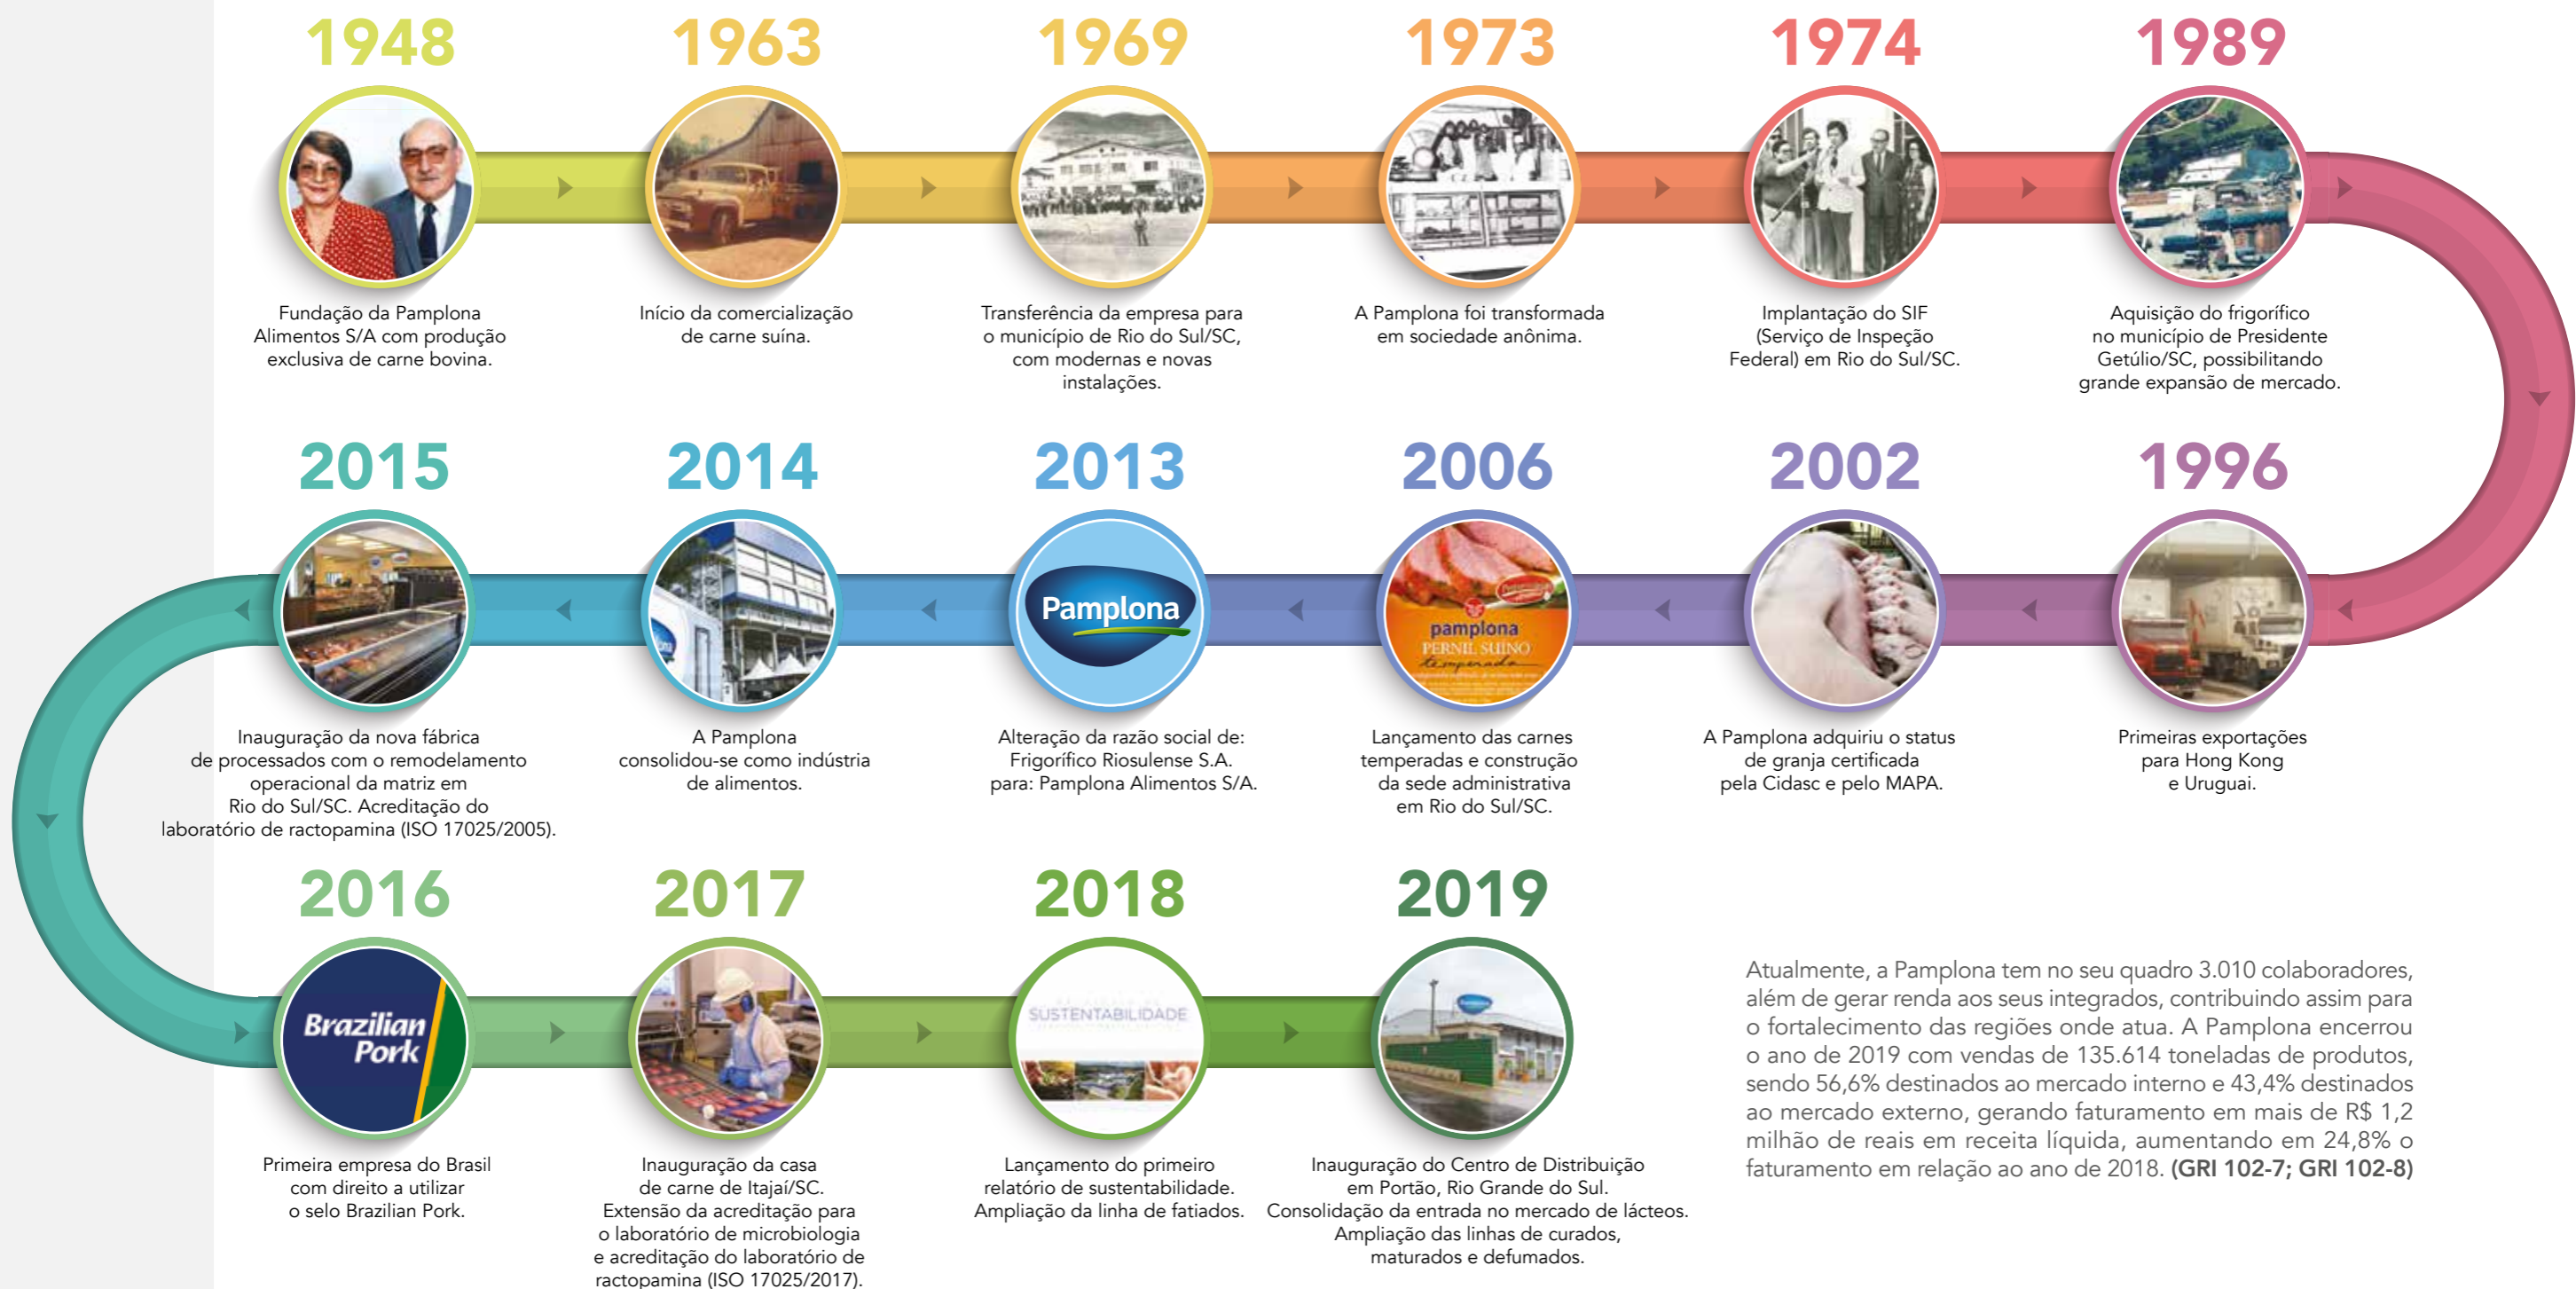 1948
Fundação da Pamplona
Alimentos S/A com produção
exclusiva de carne bovina.
1963
Início da comercialização
de carne suína.
1969
Transferência da empresa para
o município de Rio do Sul/SC,
com modernas e novas
instalações.
1973
A Pamplona foi transformada
em sociedade anônima.
1974
Implantação do SIF
(Serviço de Inspeção
Federal) em Rio do Sul/SC.
1989
Aquisição do frigorífico
no município de Presidente
Getúlio/SC, possibilitando
grande expansão de mercado.
1996
Primeiras exportações
para Hong Kong
e Uruguai.
2002
A Pamplona adquiriu o status
de granja certificada
pela Cidasc e pelo MAPA.
2006
pamplona
PERNIL SUÍNO
temperado
Lançamento das carnes
temperadas e construção
da sede administrativa
em Rio do Sul/SC.
2013
Pamplona
Alteração da razão social de:
Frigorífico Riosulense S.A.
para: Pamplona Alimentos S/A.
2014
A Pamplona
consolidou-se como indústria
de alimentos.
2015
Inauguração da nova fábrica
de processados com o remodelamento
operacional da matriz em
Rio do Sul/SC. Acreditação do
laboratório de ractopamina (ISO 17025/2005).
2016
Brazilian
Pork
Primeira empresa do Brasil
com direito a utilizar
o selo Brazilian Pork.
2017
Inauguração da casa
de carne de Itajaí/SC.
Extensão da acreditação para
o laboratório de microbiologia
e acreditação do laboratório de
ractopamina (ISO 17025/2017).
2018
SUSTENTABILIDADE
Lançamento do primeiro
relatório de sustentabilidade.
Ampliação da linha de fatiados.
2019
Inauguração do Centro de Distribuição
em Portão, Rio Grande do Sul.
Consolidação da entrada no mercado de lácteos.
Ampliação das linhas de curados,
maturados e defumados.
Atualmente, a Pamplona tem no seu quadro 3.010 colaboradores,
além de gerar renda aos seus integrados, contribuindo assim para
o fortalecimento das regiões onde atua. A Pamplona encerrou
o ano de 2019 com vendas de 135.614 toneladas de produtos,
sendo 56,6% destinados ao mercado interno e 43,4% destinados
ao mercado externo, gerando faturamento em mais de R$ 1,2
milhão de reais em receita líquida, aumentando em 24,8% o
faturamento em relação ao ano de 2018. (GRI 102-7; GRI 102-8)